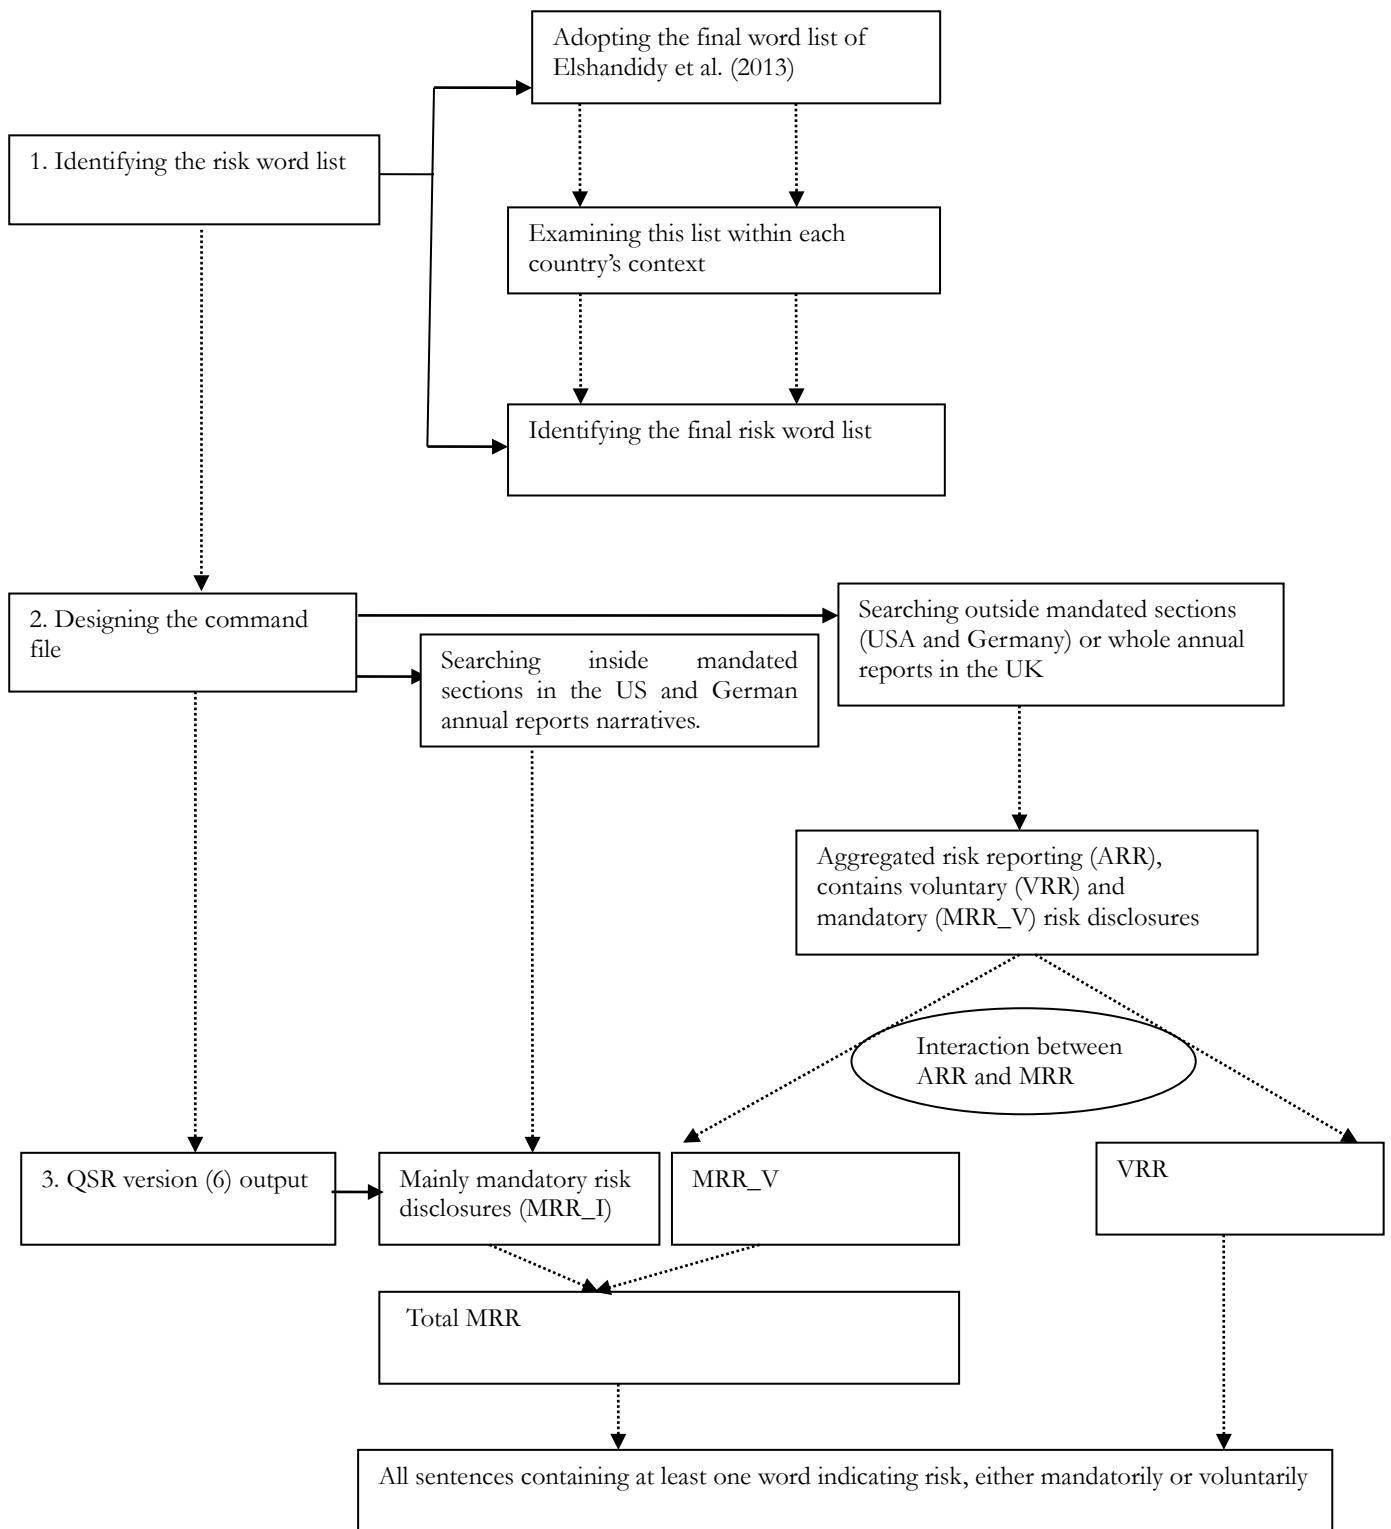 Adopting the final word list of
Elshandidy et al. (2013)
1. Identifying the risk word list
Examining this list within each
country’s context
Identifying the final risk word list
2. Designing the command
file
Searching outside mandated sections
(USA and Germany) or whole annual
reports in the UK
Searching inside mandated
sections in the US and German
annual reports narratives.
Aggregated risk reporting (ARR),
contains voluntary (VRR) and
mandatory (MRR_V) risk disclosures
Interaction between
ARR and MRR
3. QSR version (6) output
Mainly mandatory risk
disclosures (MRR_I)
MRR_V
VRR
Total MRR
All sentences containing at least one word indicating risk, either mandatorily or voluntarily